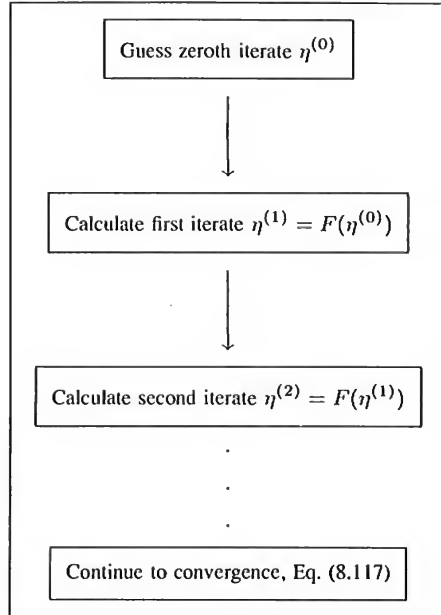 Guess zeroth iterate η^(0)
Calculate first iterate η^(1) = F(η^(0))
Calculate second iterate η^(2) = F(η^(1))
.
.
.
Continue to convergence, Eq. (8.117)